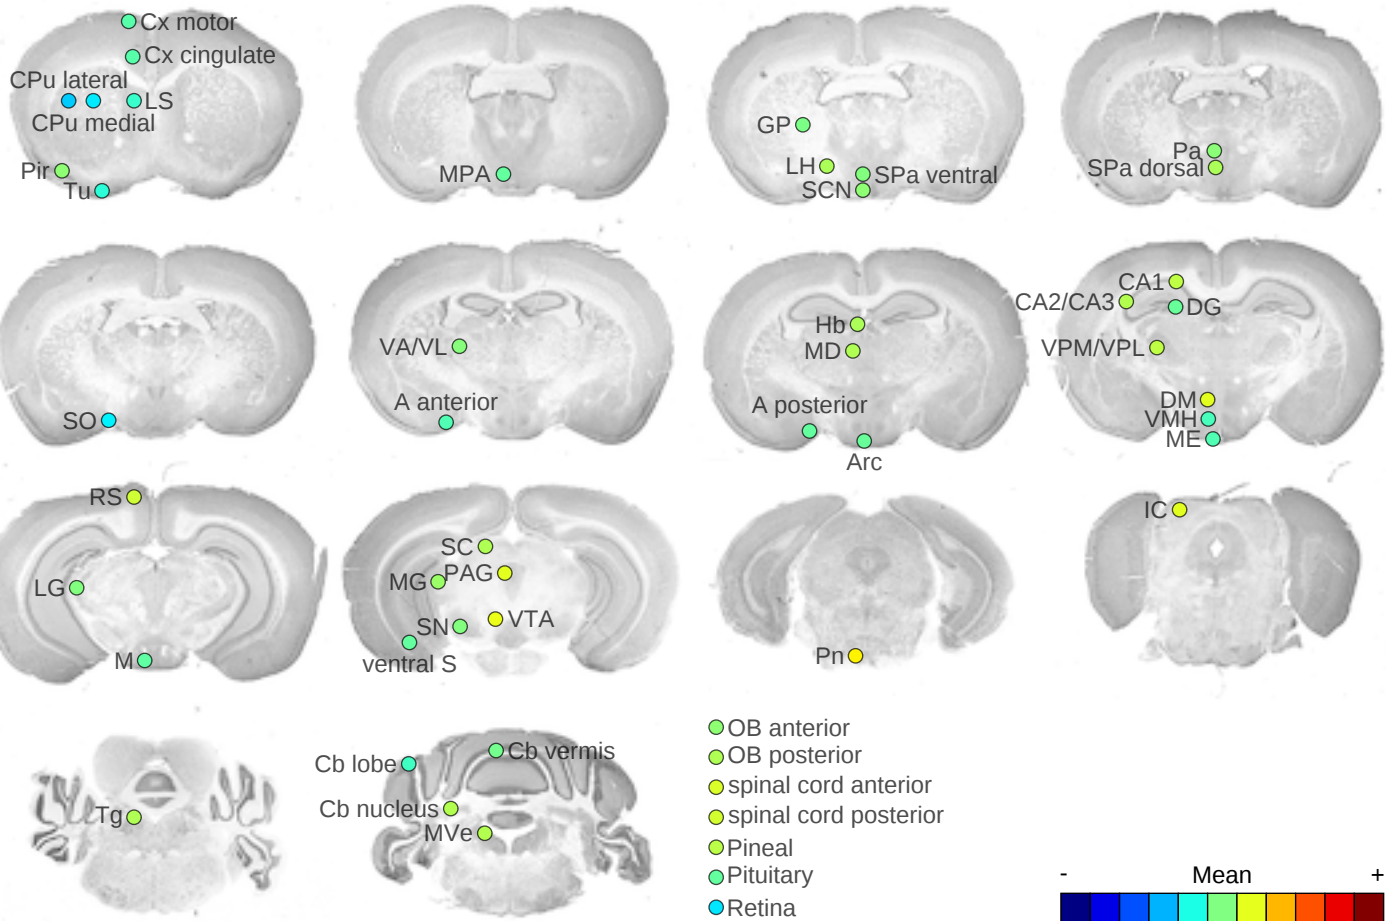 Cx motor
Cx cingulate
CPu lateral
LS
CPu medial
Pir
Tu
MPA
GP
LH
SPa ventral
SCN
Pa
SPa dorsal
SO
VA/VL
A anterior
Hb
MD
A posterior
Arc
CA1
CA2/CA3
DG
VPM/VPL
DM
VMH
ME
RS
LG
M
SC
PAG
MG
VTA
SN
ventral S
Pn
IC
Tg
Cb vermis
Cb lobe
Cb nucleus
MVe
OB anterior
OB posterior
spinal cord anterior
spinal cord posterior
Pineal
Pituitary
Retina
- Mean +